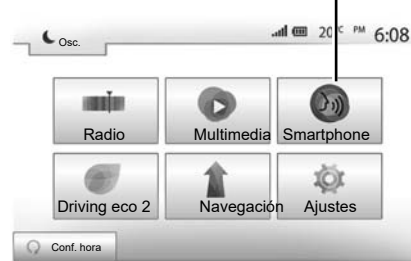 Osc. 20°C PM 6:08
Radio Multimedia Smartphone
Driving eco 2 Navegación Ajustes
Conf. hora